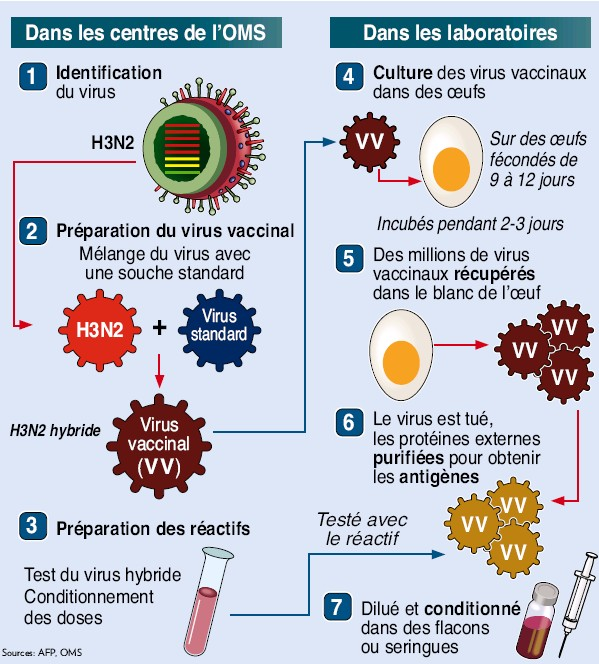 Dans les centres de l'OMS
1 Identification
du virus
H3N2
2 Préparation du virus vaccinal
Mélange du virus avec
une souche standard
H3N2
+
Virus
standard
H3N2 hybride
Virus
vaccinal
(VV)
3 Préparation des réactifs
Test du virus hybride
Conditionnement
des doses
Sources: AFP, OMS
Dans les laboratoires
4 Culture des virus vaccinaux
dans des œufs
VV
Sur des œufs
fécondés de
9 à 12 jours
Incubés pendant 2-3 jours
5 Des millions de virus
vaccinaux récupérés
dans le blanc de l'œuf
VV
VV
VV
6 Le virus est tué,
les protéines externes
purifiées pour obtenir
les antigènes
Testé avec
le réactif
VV
VV
VV
7 Dilué et conditionné
dans des flacons
ou seringues